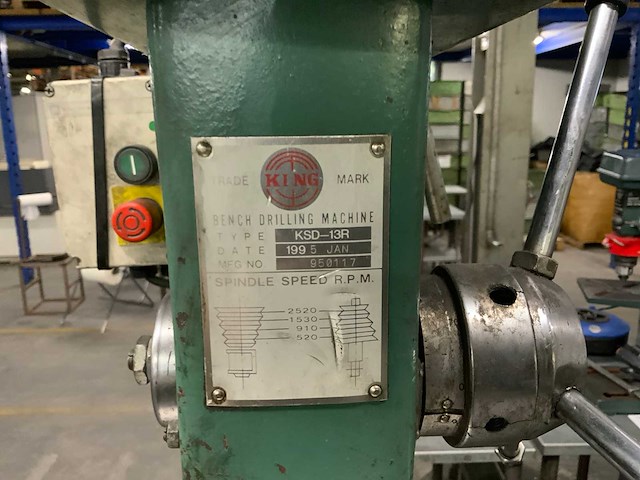 TRADE KING MARK
BENCH DRILLING MACHINE
TYPE KSD-13R
DATE 1995 JAN
MFG NO 950117
SPINDLE SPEED R.P.M.
2520
1530
910
520